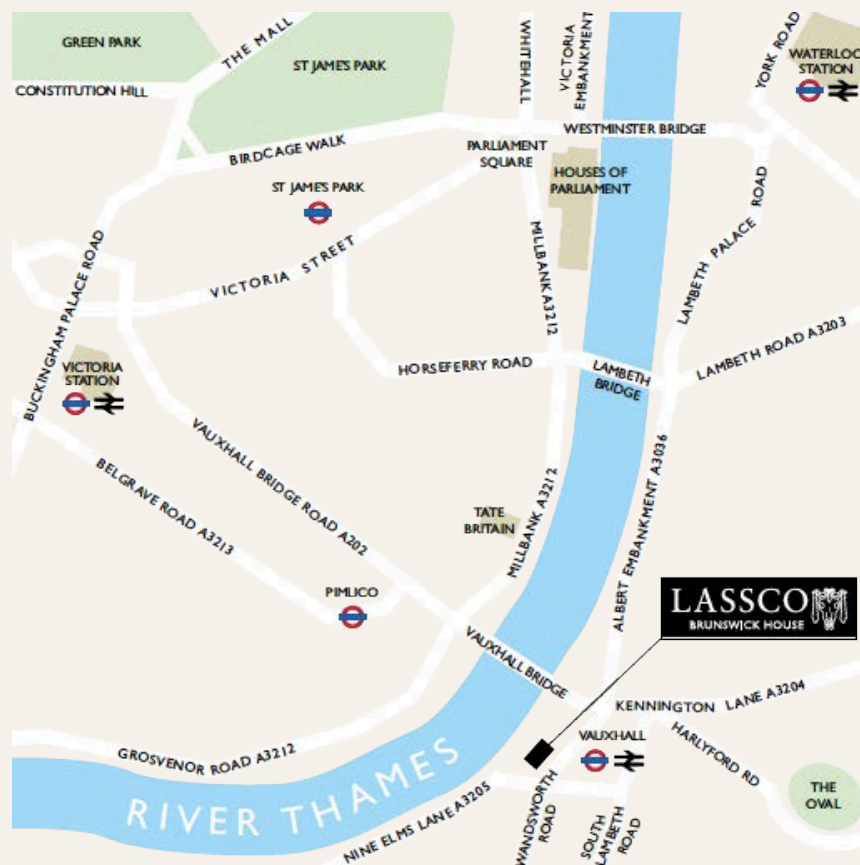 GREEN PARK
THE MALL
ST JAMES'S PARK
WHITEHALL
VICTORIA
EMBANKMENT
YORK ROAD
WATERLOO
STATION
CONSTITUTION HILL
BIRDCAGE WALK
PARLIAMENT
SQUARE
WESTMINSTER BRIDGE
HOUSES OF
PARLIAMENT
ST JAME'S PARK
VICTORIA STREET
MILLBANK A3212
LAMBETH PALACE ROAD
BUCKINGHAM PALACE ROAD
VICTORIA
STATION
HORSEFERRY ROAD
LAMBETH
BRIDGE
LAMBETH ROAD A3203
VAUXHALL BRIDGE ROAD A202
BELGRAVE ROAD A3213
TATE
BRITAIN
MILLBANK A3212
ALBERT EMBANKMENT A3036
PIMLICO
LASSCO
BRUNSWICK HOUSE
VAUXHALL BRIDGE
KENNINGTON LANE A3204
VAUXHALL
HARLYFORD RD
GROSVENOR ROAD A3212
RIVER THAMES
NINE ELMS LANE A3205
WANDSWORTH
ROAD
SOUTH
LAMBETH
ROAD
THE
OVAL